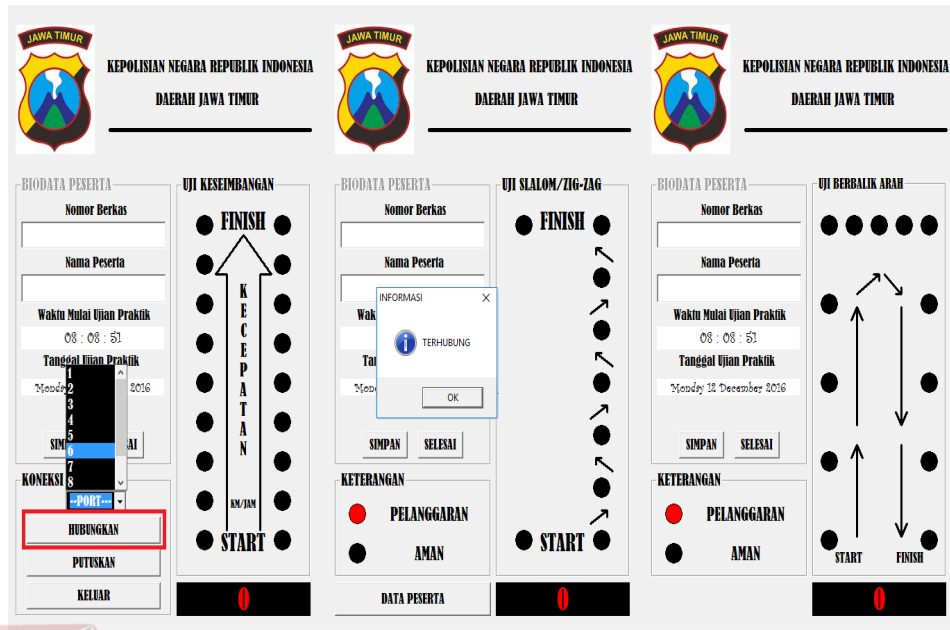 JAWA TIMUR
KEPOLISIAN NEGARA REPUBLIK INDONESIA
DAERAH JAWA TIMUR
BIODATA PESERTA
Nomor Berkas
Nama Peserta
Waktu Mulai Ujian Praktik
08 : 08 : 51
Tanggal Ujian Praktik
Monday 2016
1
2
3
4
5
6
7
8
--PORT--
KONEKSI
HUBUNGKAN
PUTUSKAN
KELUAR
UJI KESEIMBANGAN
FINISH
KECEPATAN
KM/JAM
START
0
JAWA TIMUR
KEPOLISIAN NEGARA REPUBLIK INDONESIA
DAERAH JAWA TIMUR
BIODATA PESERTA
Nomor Berkas
Nama Peserta
INFORMASI X
TERHUBUNG
OK
SIMPAN SELESAI
KETERANGAN
PELANGGARAN
AMAN
DATA PESERTA
UJI SLALOM/ZIG-ZAG
FINISH
START
0
JAWA TIMUR
KEPOLISIAN NEGARA REPUBLIK INDONESIA
DAERAH JAWA TIMUR
BIODATA PESERTA
Nomor Berkas
Nama Peserta
Waktu Mulai Ujian Praktik
08 : 08 : 51
Tanggal Ujian Praktik
Monday 12 December 2016
SIMPAN SELESAI
KETERANGAN
PELANGGARAN
AMAN
UJI BERBALIK ARAH
START FINISH
0